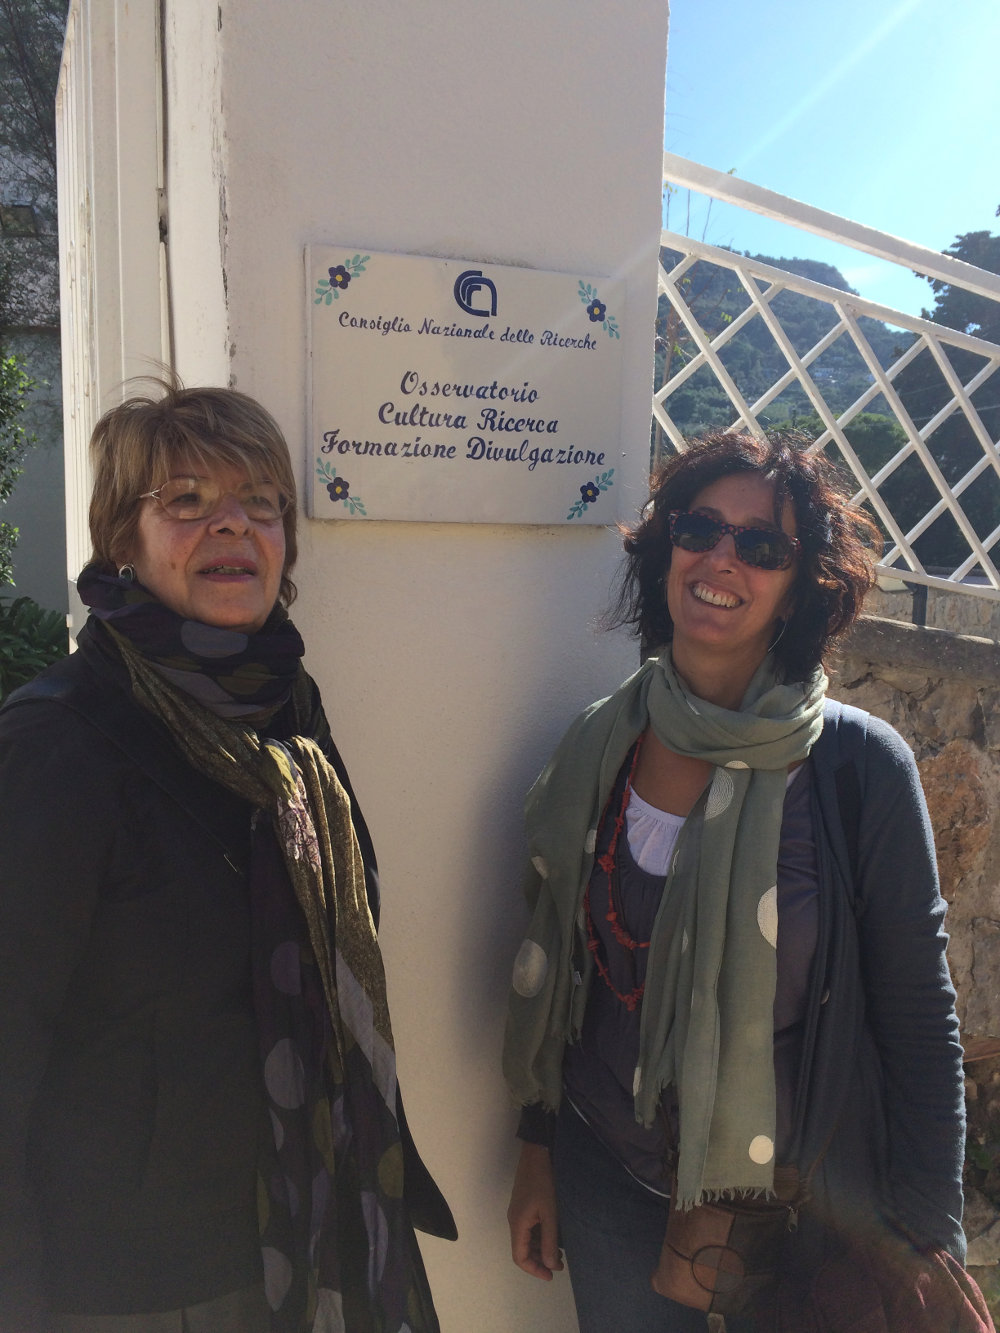 Consiglio Nazionale delle Ricerche
Osservatorio
Cultura Ricerca
Formazione Divulgazione